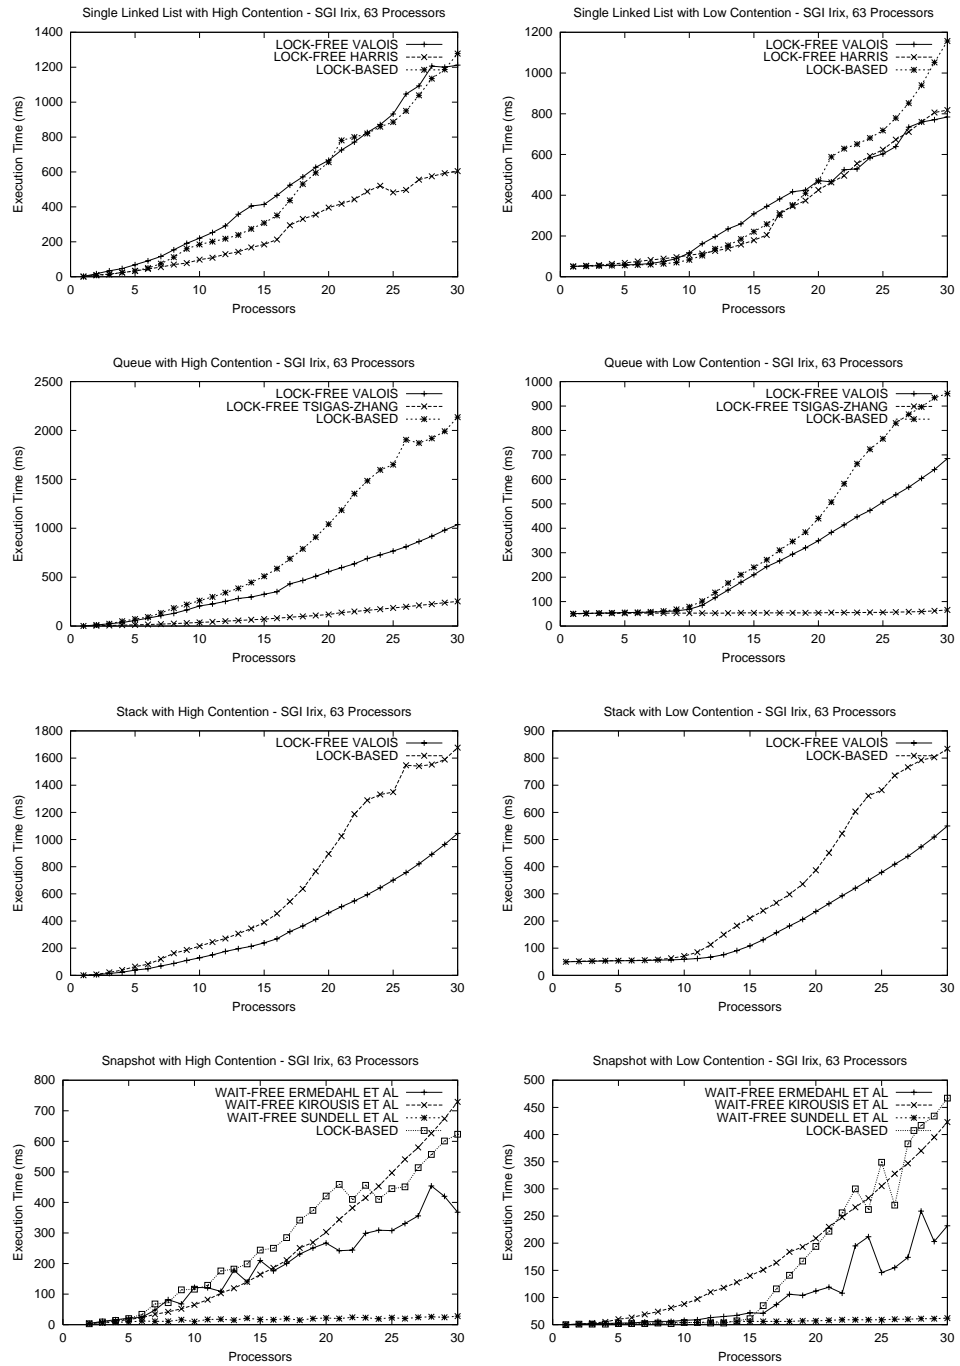 Single Linked List with High Contention - SGI Irix, 63 Processors
1400
1200
1000
800
600
400
200
0
0 5 10 15 20 25 30
Execution Time (ms)
Processors
LOCK-FREE VALOIS
LOCK-FREE HARRIS
LOCK-BASED
Single Linked List with Low Contention - SGI Irix, 63 Processors
1200
1000
800
600
400
200
0
0 5 10 15 20 25 30
Execution Time (ms)
Processors
LOCK-FREE VALOIS
LOCK-FREE HARRIS
LOCK-BASED
Queue with High Contention - SGI Irix, 63 Processors
2500
2000
1500
1000
500
0
0 5 10 15 20 25 30
Execution Time (ms)
Processors
LOCK-FREE VALOIS
LOCK-FREE TSIGAS-ZHANG
LOCK-BASED
Queue with Low Contention - SGI Irix, 63 Processors
1000
900
800
700
600
500
400
300
200
100
0
0 5 10 15 20 25 30
Execution Time (ms)
Processors
LOCK-FREE VALOIS
LOCK-FREE TSIGAS-ZHANG
LOCK-BASED
Stack with High Contention - SGI Irix, 63 Processors
1800
1600
1400
1200
1000
800
600
400
200
0
0 5 10 15 20 25 30
Execution Time (ms)
Processors
LOCK-FREE VALOIS
LOCK-BASED
Stack with Low Contention - SGI Irix, 63 Processors
900
800
700
600
500
400
300
200
100
0
0 5 10 15 20 25 30
Execution Time (ms)
Processors
LOCK-FREE VALOIS
LOCK-BASED
Snapshot with High Contention - SGI Irix, 63 Processors
800
700
600
500
400
300
200
100
0
0 5 10 15 20 25 30
Execution Time (ms)
Processors
WAIT-FREE ERMEDAHL ET AL
WAIT-FREE KIROUSIS ET AL
WAIT-FREE SUNDELL ET AL
LOCK-BASED
Snapshot with Low Contention - SGI Irix, 63 Processors
500
450
400
350
300
250
200
150
100
50
0 5 10 15 20 25 30
Execution Time (ms)
Processors
WAIT-FREE ERMEDAHL ET AL
WAIT-FREE KIROUSIS ET AL
WAIT-FREE SUNDELL ET AL
LOCK-BASED